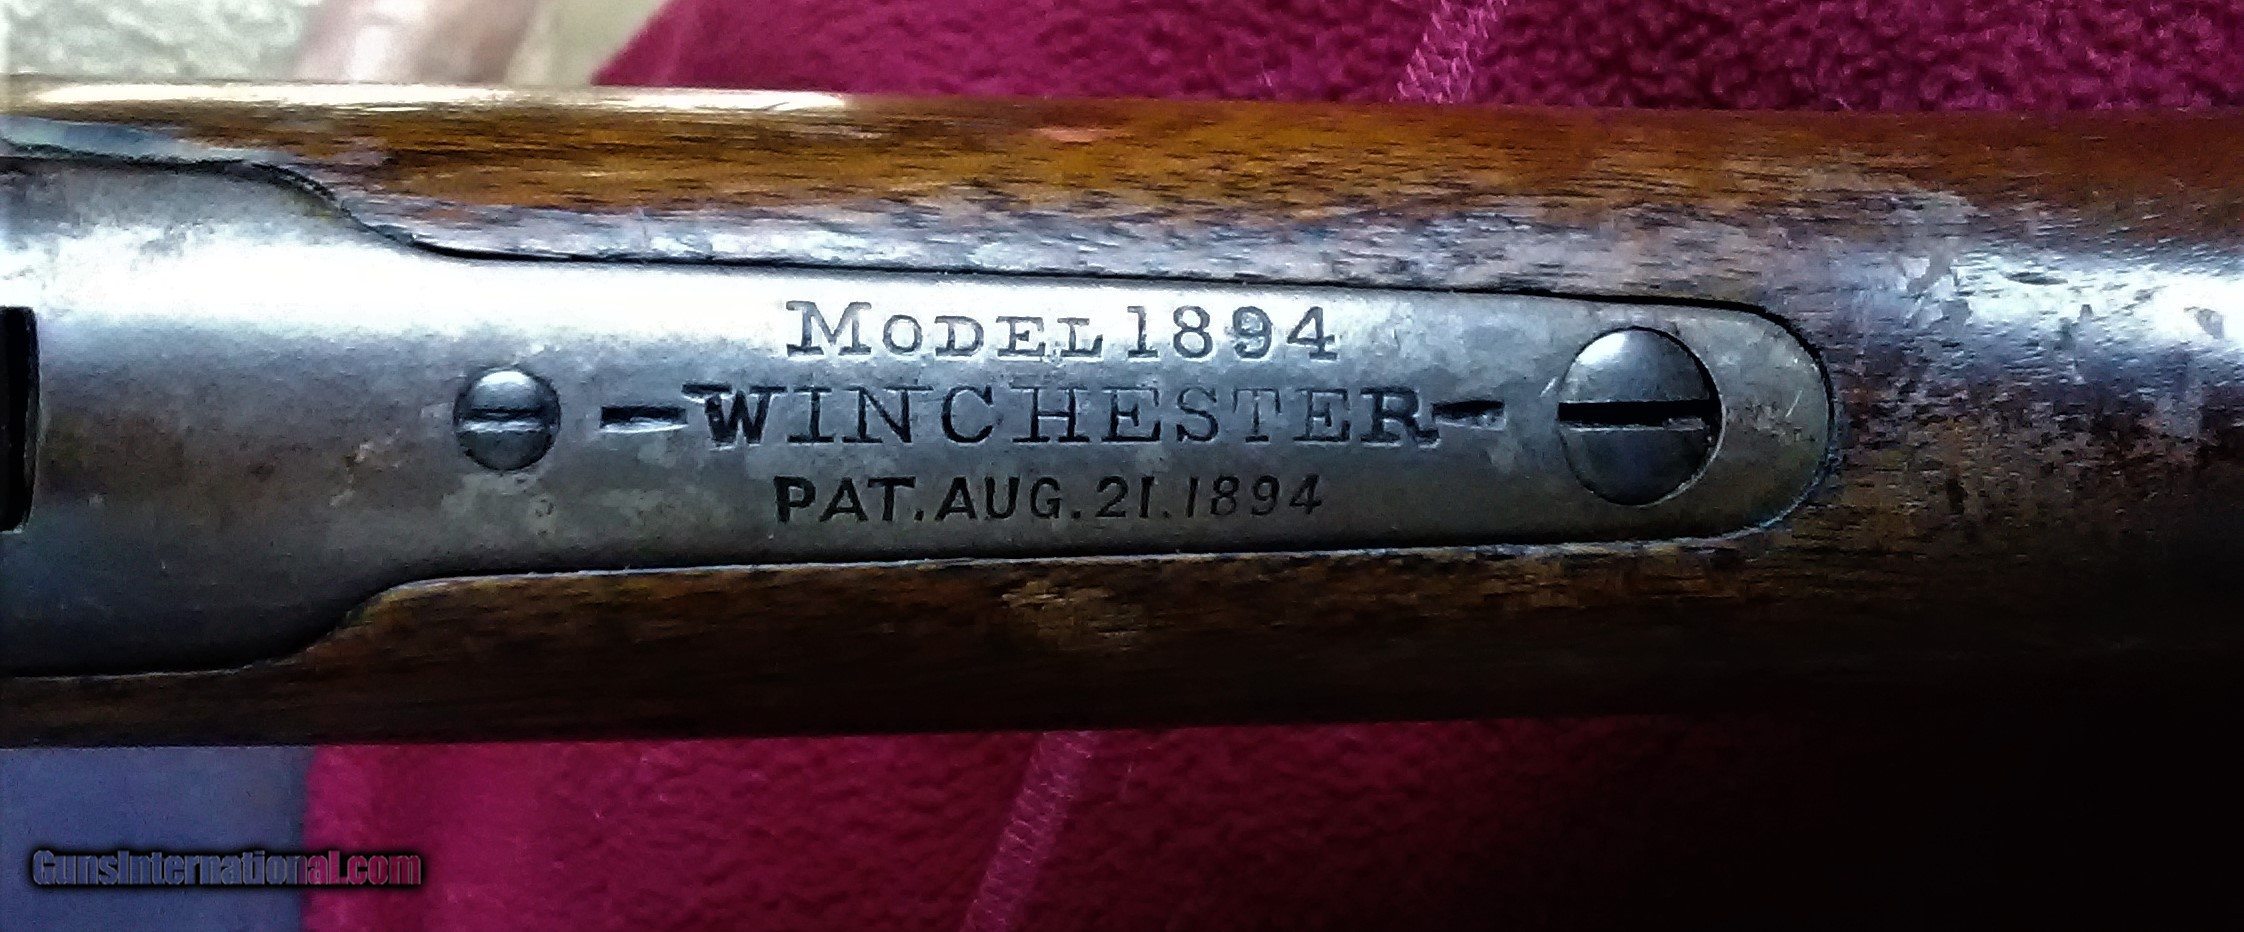 MODEL 1894
-WINCHESTER-
PAT. AUG. 21. 1894
GunsInternational.com